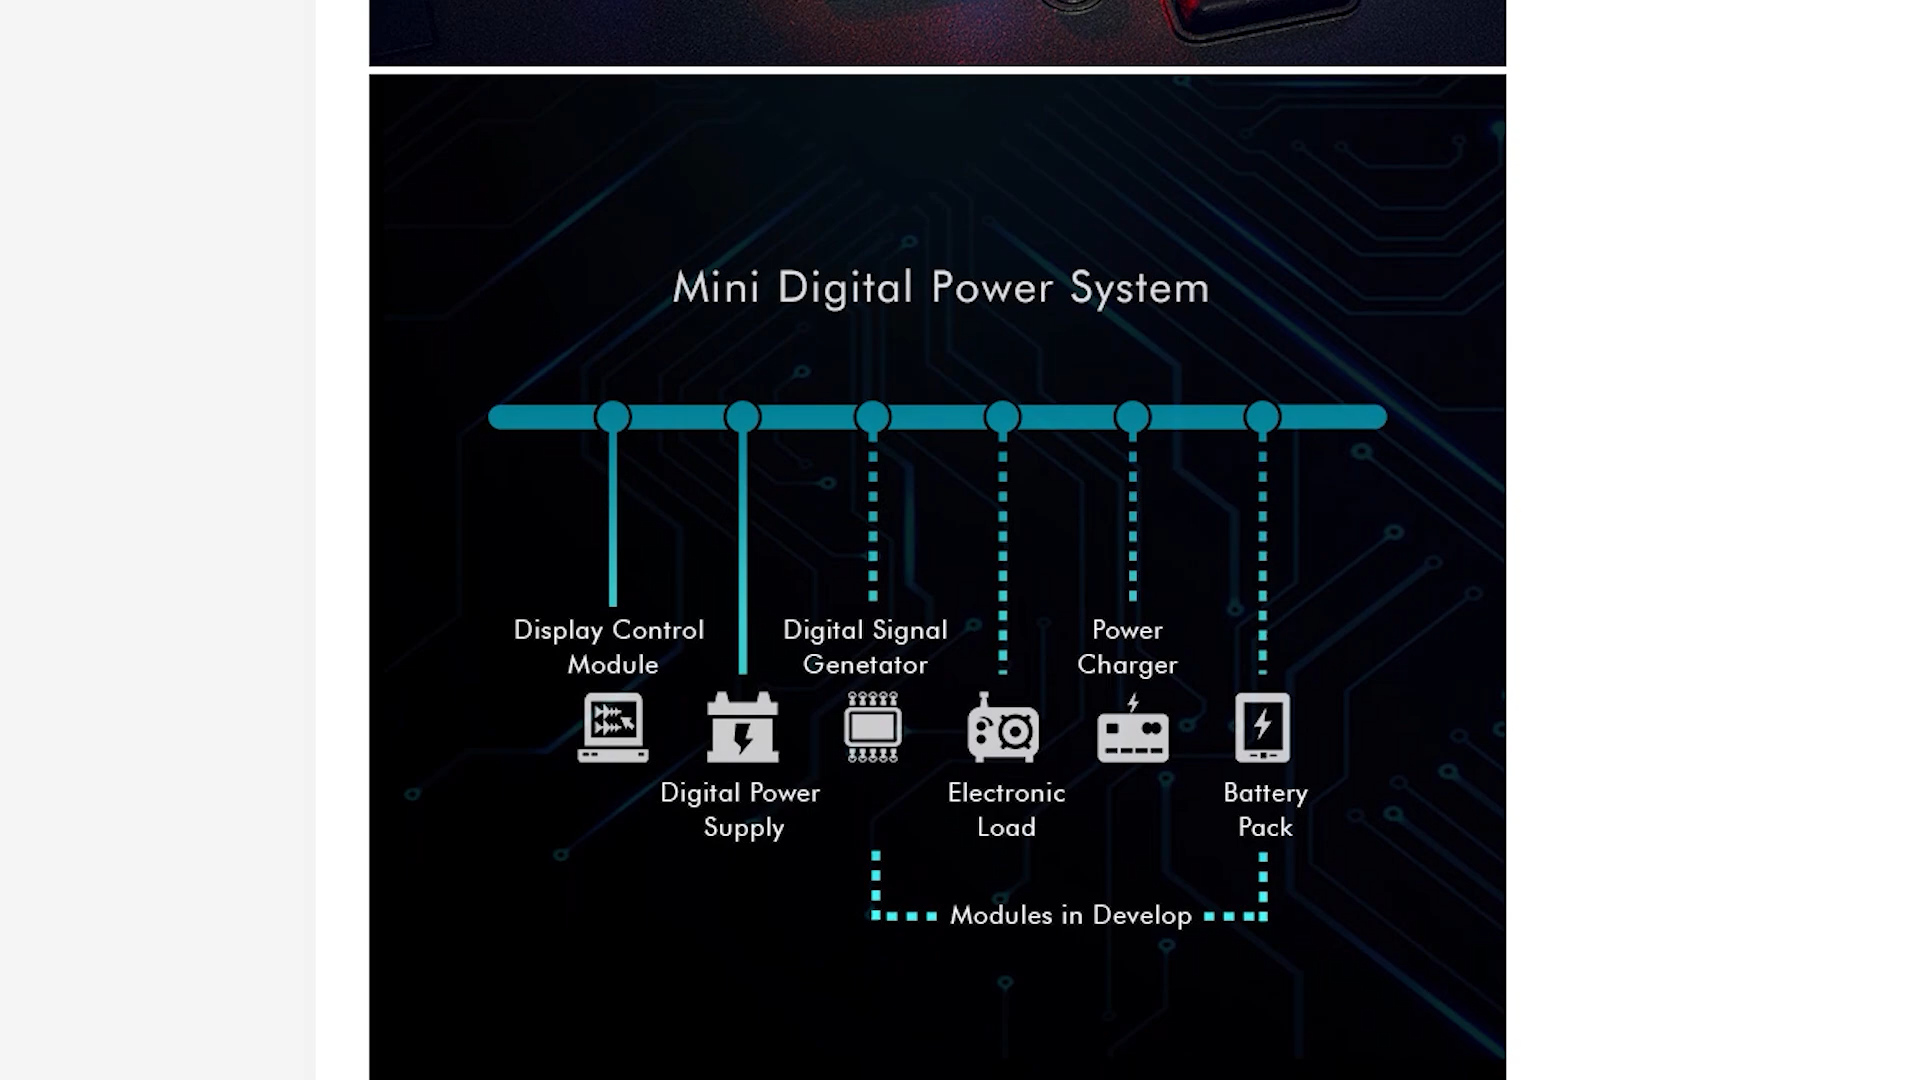 Mini Digital Power System
Display Control
Module
Digital Power
Supply
Digital Signal
Genetator
Electronic
Load
Power
Charger
Battery
Pack
Modules in Develop